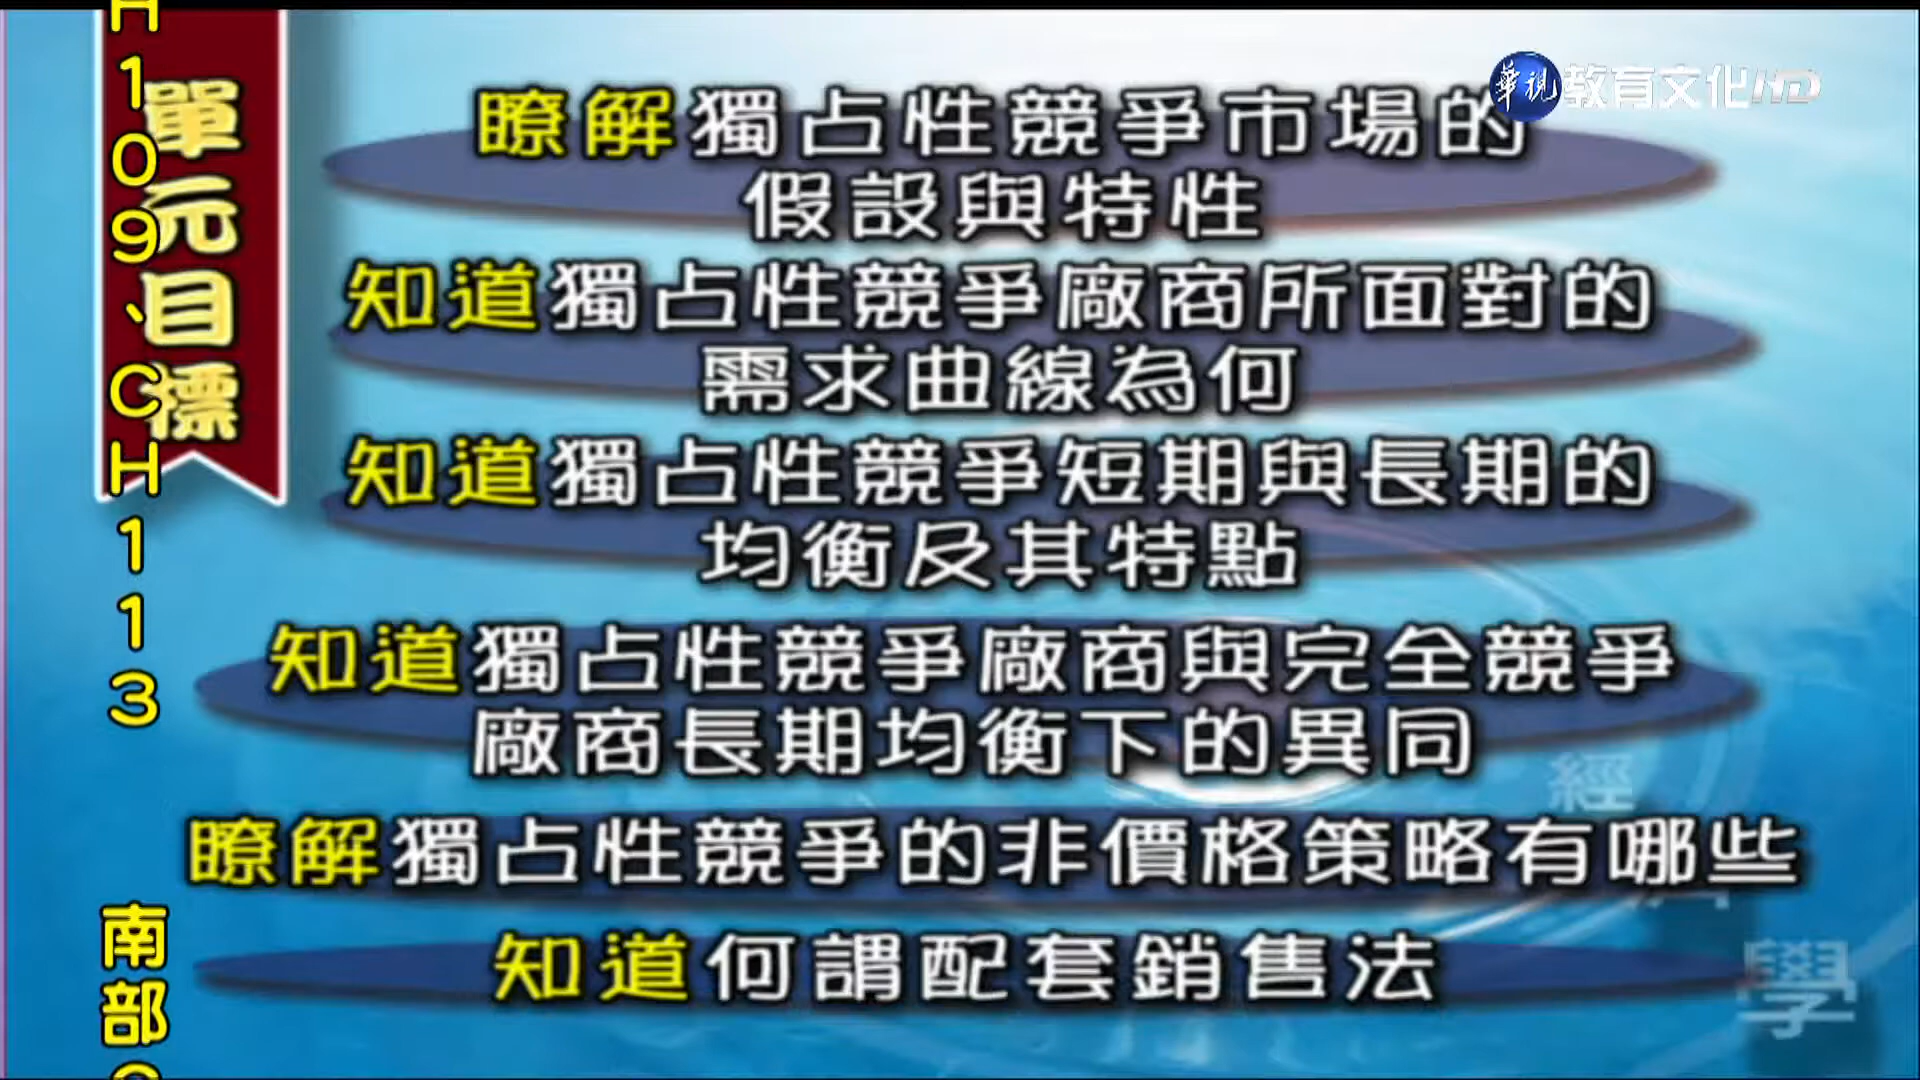 單元目標
H109、CH113 南部
華視 教育文化HD
瞭解獨占性競爭市場的
假設與特性
知道獨占性競爭廠商所面對的
需求曲線為何
知道獨占性競爭短期與長期的
均衡及其特點
知道獨占性競爭廠商與完全競爭
廠商長期均衡下的異同
瞭解獨占性競爭的非價格策略有哪些
知道何謂配套銷售法
經
濟
學